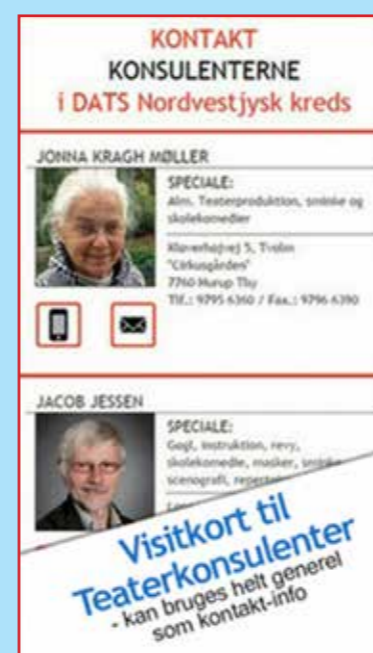 KONTAKT
KONSULENTERNE
i DATS Nordvestjysk kreds
JONNA KRAGH MØLLER
SPECIALE:
Alm. Teaterproduktion, sminke og
skolekomedier
5, Tvolm
"Cirkusgården"
7760 Hurup Thy
Tlf.: 9795 6360 / Fax.: 9796 6390
JACOB JESSEN
SPECIALE:
Gøgl, instruktion, revy,
skolekomedie, masker, sminke
scenografi,
Visitkort til
Teaterkonsulenter
- kan bruges helt generel
som kontakt-info